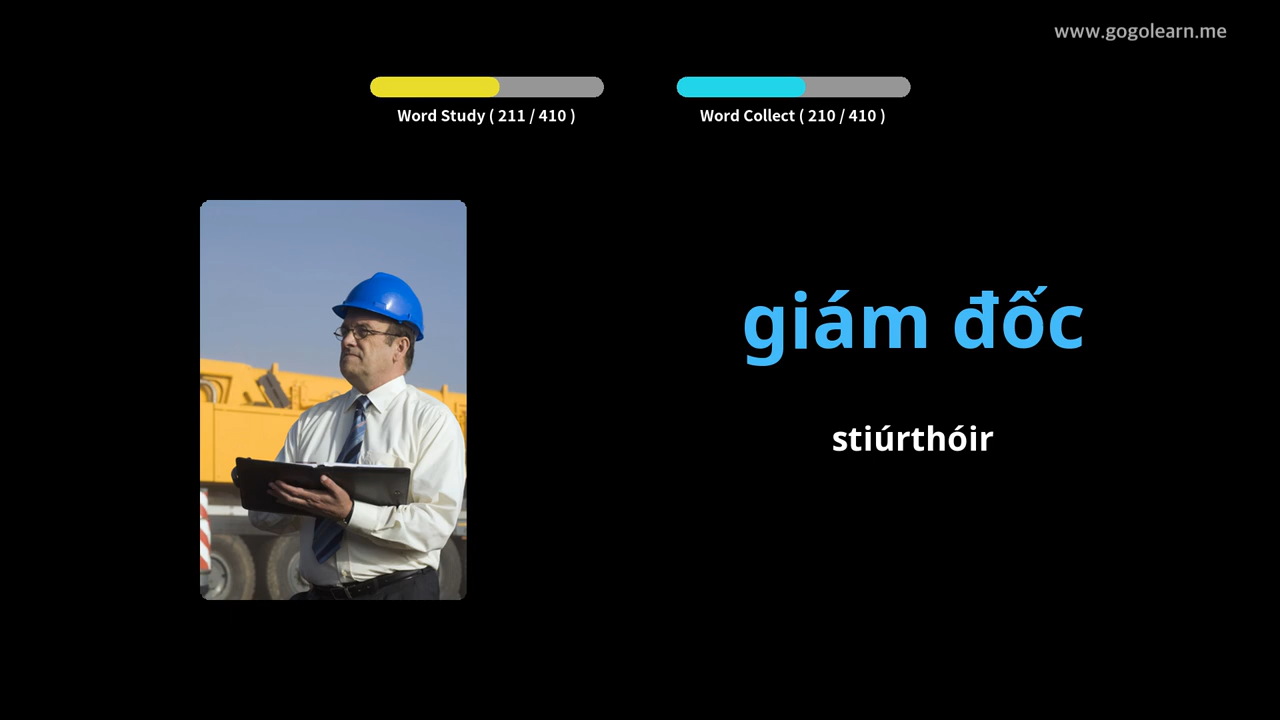 www.gogolearn.me
Word Study ( 211 / 410 )
Word Collect ( 210 / 410 )
giám đốc
stiúrthóir